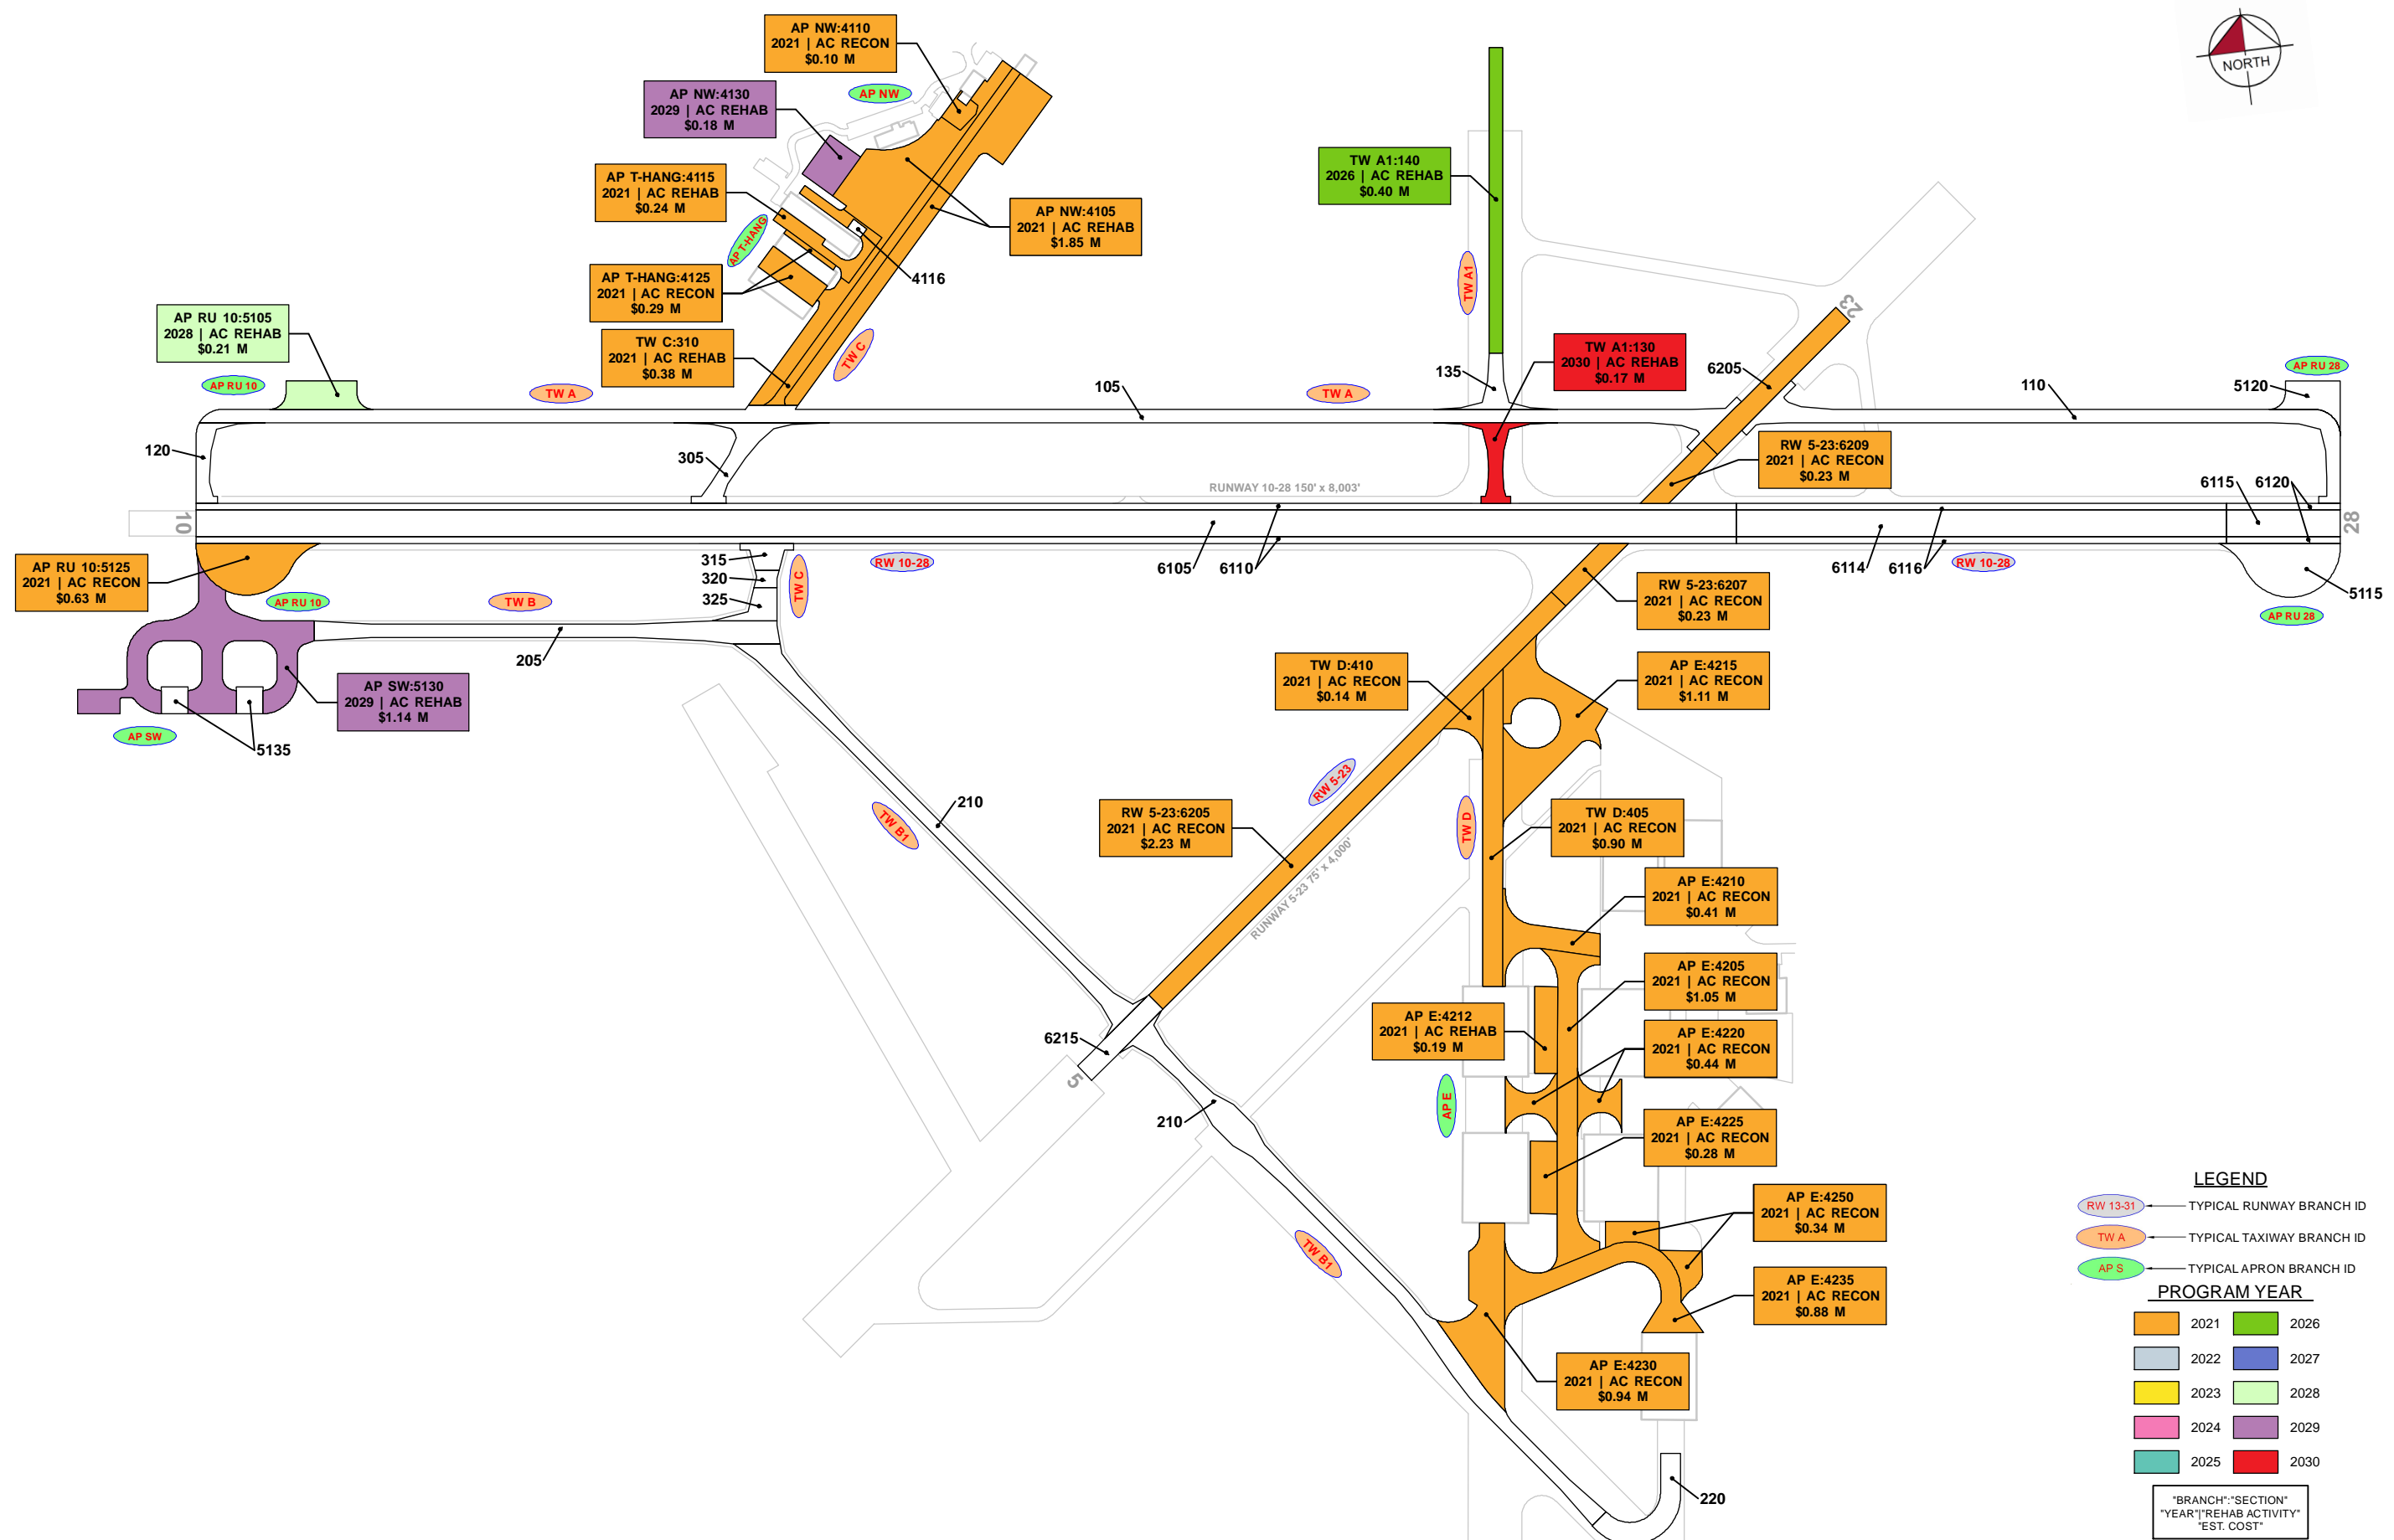 AP NW:4110
2021 | AC RECON
$0.10 M
NORTH
AP NW:4130
2029 | AC REHAB
$0.18 M
AP NW
AP T-HANG:4115
2021 | AC REHAB
$0.24 M
TW A1:140
2026 | AC REHAB
$0.40 M
AP NW:4105
2021 | AC REHAB
$1.85 M
AP T-HANG
AP T-HANG:4125
2021 | AC RECON
$0.29 M
4116
TW A1
AP RU 10:5105
2028 | AC REHAB
$0.21 M
TW C:310
2021 | AC REHAB
$0.38 M
TW C
23
TW A1:130
2030 | AC REHAB
$0.17 M
AP RU 10
TW A
105
TW A
135
6205
110
AP RU 28
5120
120
305
RW 5-23:6209
2021 | AC RECON
$0.23 M
RUNWAY 10-28 150' x 8,003'
6115
6120
10
28
AP RU 10:5125
2021 | AC RECON
$0.63 M
315
320
325
TW C
RW 10-28
6105
6110
6114
6116
RW 10-28
5115
AP RU 28
AP RU 10
TW B
205
RW 5-23:6207
2021 | AC RECON
$0.23 M
TW D:410
2021 | AC RECON
$0.14 M
AP E:4215
2021 | AC RECON
$1.11 M
AP SW:5130
2029 | AC REHAB
$1.14 M
AP SW
5135
210
TW B1
RW 5-23
RW 5-23:6205
2021 | AC RECON
$2.23 M
RUNWAY 5-23 75' x 4,000'
TW D
TW D:405
2021 | AC RECON
$0.90 M
AP E:4210
2021 | AC RECON
$0.41 M
AP E:4205
2021 | AC RECON
$1.05 M
AP E:4212
2021 | AC REHAB
$0.19 M
AP E:4220
2021 | AC RECON
$0.44 M
6215
5
210
AP E
AP E:4225
2021 | AC RECON
$0.28 M
AP E:4250
2021 | AC RECON
$0.34 M
TW B1
AP E:4235
2021 | AC RECON
$0.88 M
AP E:4230
2021 | AC RECON
$0.94 M
220
LEGEND
RW 13-31 TYPICAL RUNWAY BRANCH ID
TW A TYPICAL TAXIWAY BRANCH ID
AP S TYPICAL APRON BRANCH ID
PROGRAM YEAR
2021 2026
2022 2027
2023 2028
2024 2029
2025 2030
"BRANCH":"SECTION"
"YEAR"|"REHAB ACTIVITY"
"EST. COST"